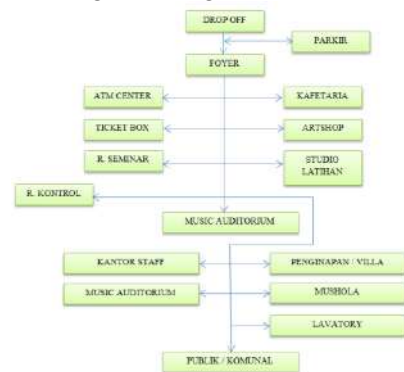 DROP OFF
PARKIR
FOYER
ATM CENTER
KAFETARIA
TICKET BOX
ARTSHOP
R. SEMINAR
STUDIO
LATIHAN
R. KONTROL
MUSIC AUDITORIUM
KANTOR STAFF
PENGINAPAN / VILLA
MUSIC AUDITORIUM
MUSHOLA
LAVATORY
PUBLIK / KOMUNAL